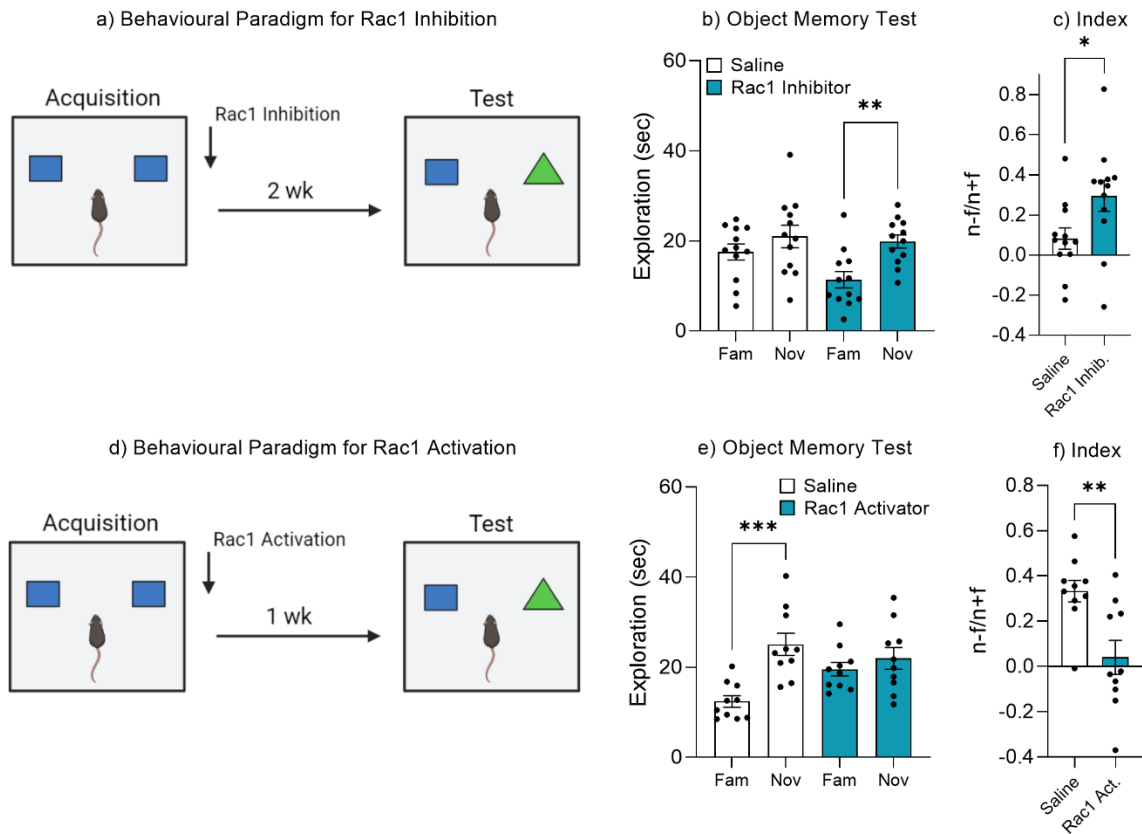 a) Behavioural Paradigm for Rac1 Inhibition
Acquisition
Rac1 Inhibition
2 wk
Test
b) Object Memory Test
Saline
Rac1 Inhibitor
**
Exploration (sec)
60
40
20
0
Fam
Nov
Fam
Nov
c) Index
*
n-f/n+f
0.8
0.6
0.4
0.2
0.0
-0.2
-0.4
Saline
Rac1 Inhib.
d) Behavioural Paradigm for Rac1 Activation
Acquisition
Rac1 Activation
1 wk
Test
e) Object Memory Test
Saline
Rac1 Activator
***
Exploration (sec)
60
40
20
0
Fam
Nov
Fam
Nov
f) Index
**
n-f/n+f
0.8
0.6
0.4
0.2
0.0
-0.2
-0.4
Saline
Rac1 Act.